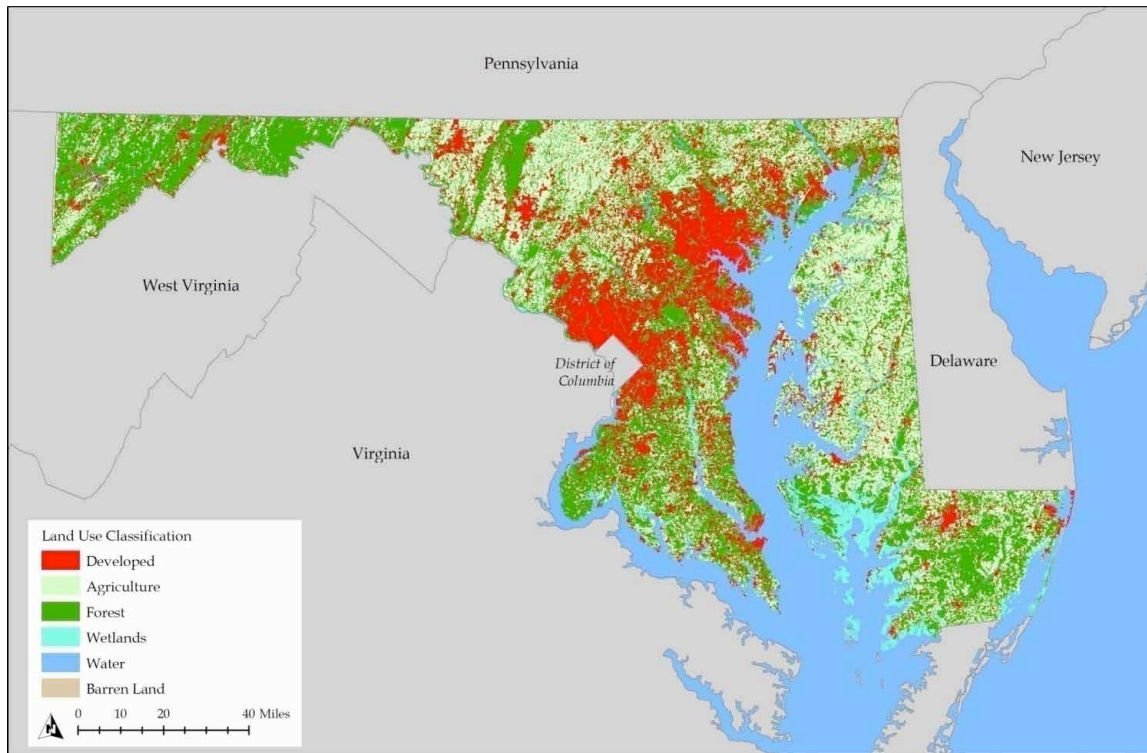 Pennsylvania
New Jersey
West Virginia
Delaware
District of
Columbia
Virginia
Land Use Classification
Developed
Agriculture
Forest
Wetlands
Water
Barren Land
N
0 10 20 40 Miles